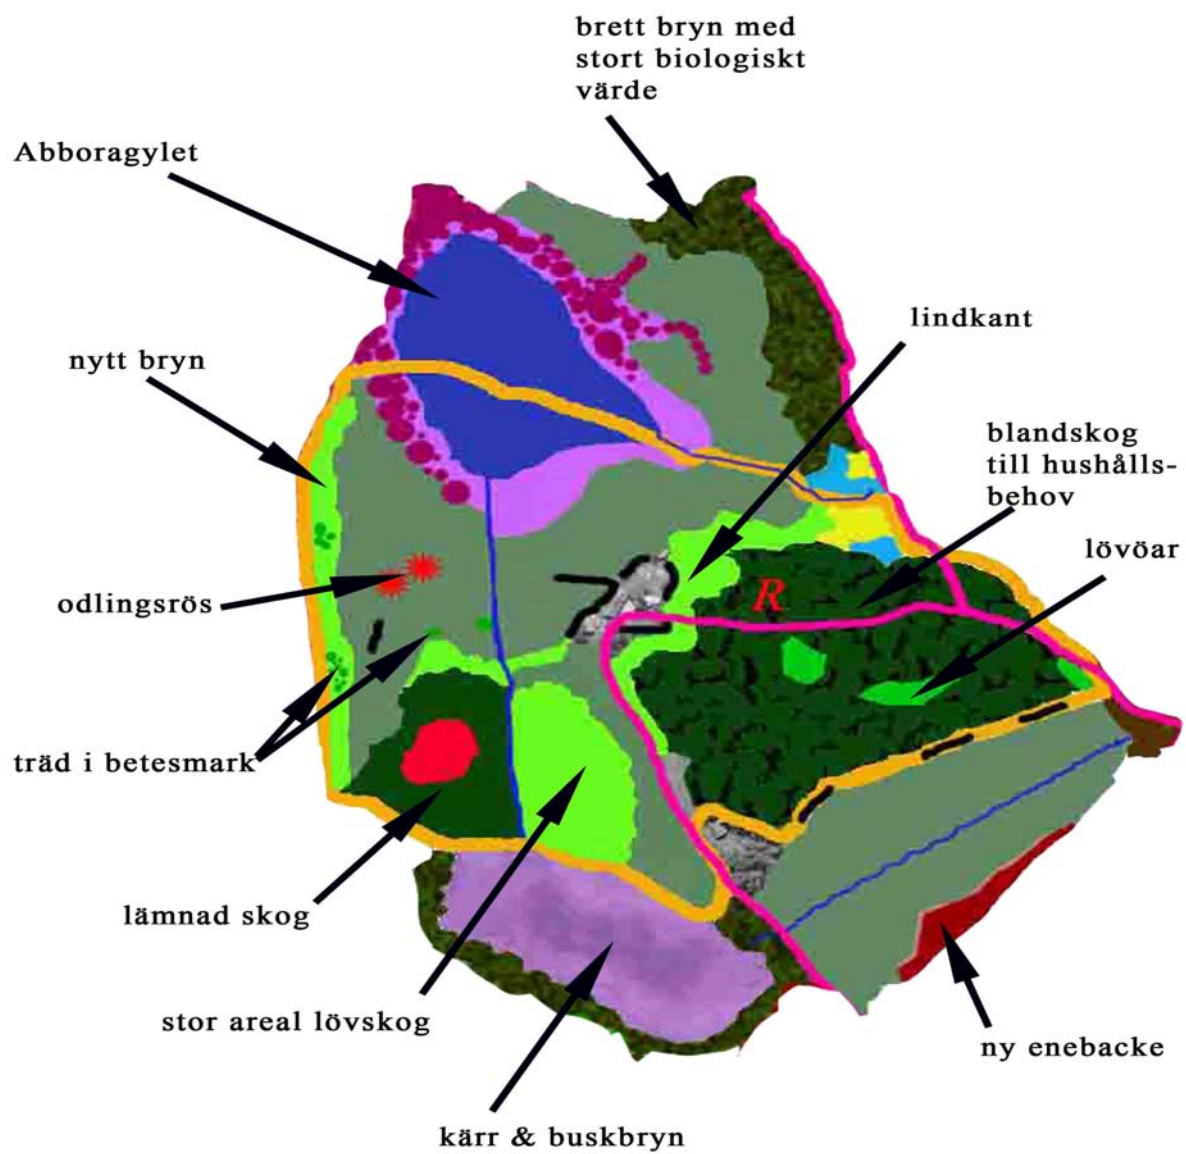 brett bryn med
stort biologiskt
värde
Abboragylet
lindkant
nytt bryn
blandskog
till hushålls-
behov
lövöar
R
odlingsrös
träd i betesmark
lämnad skog
stor areal lövskog
ny enebacke
kärr & buskbryn